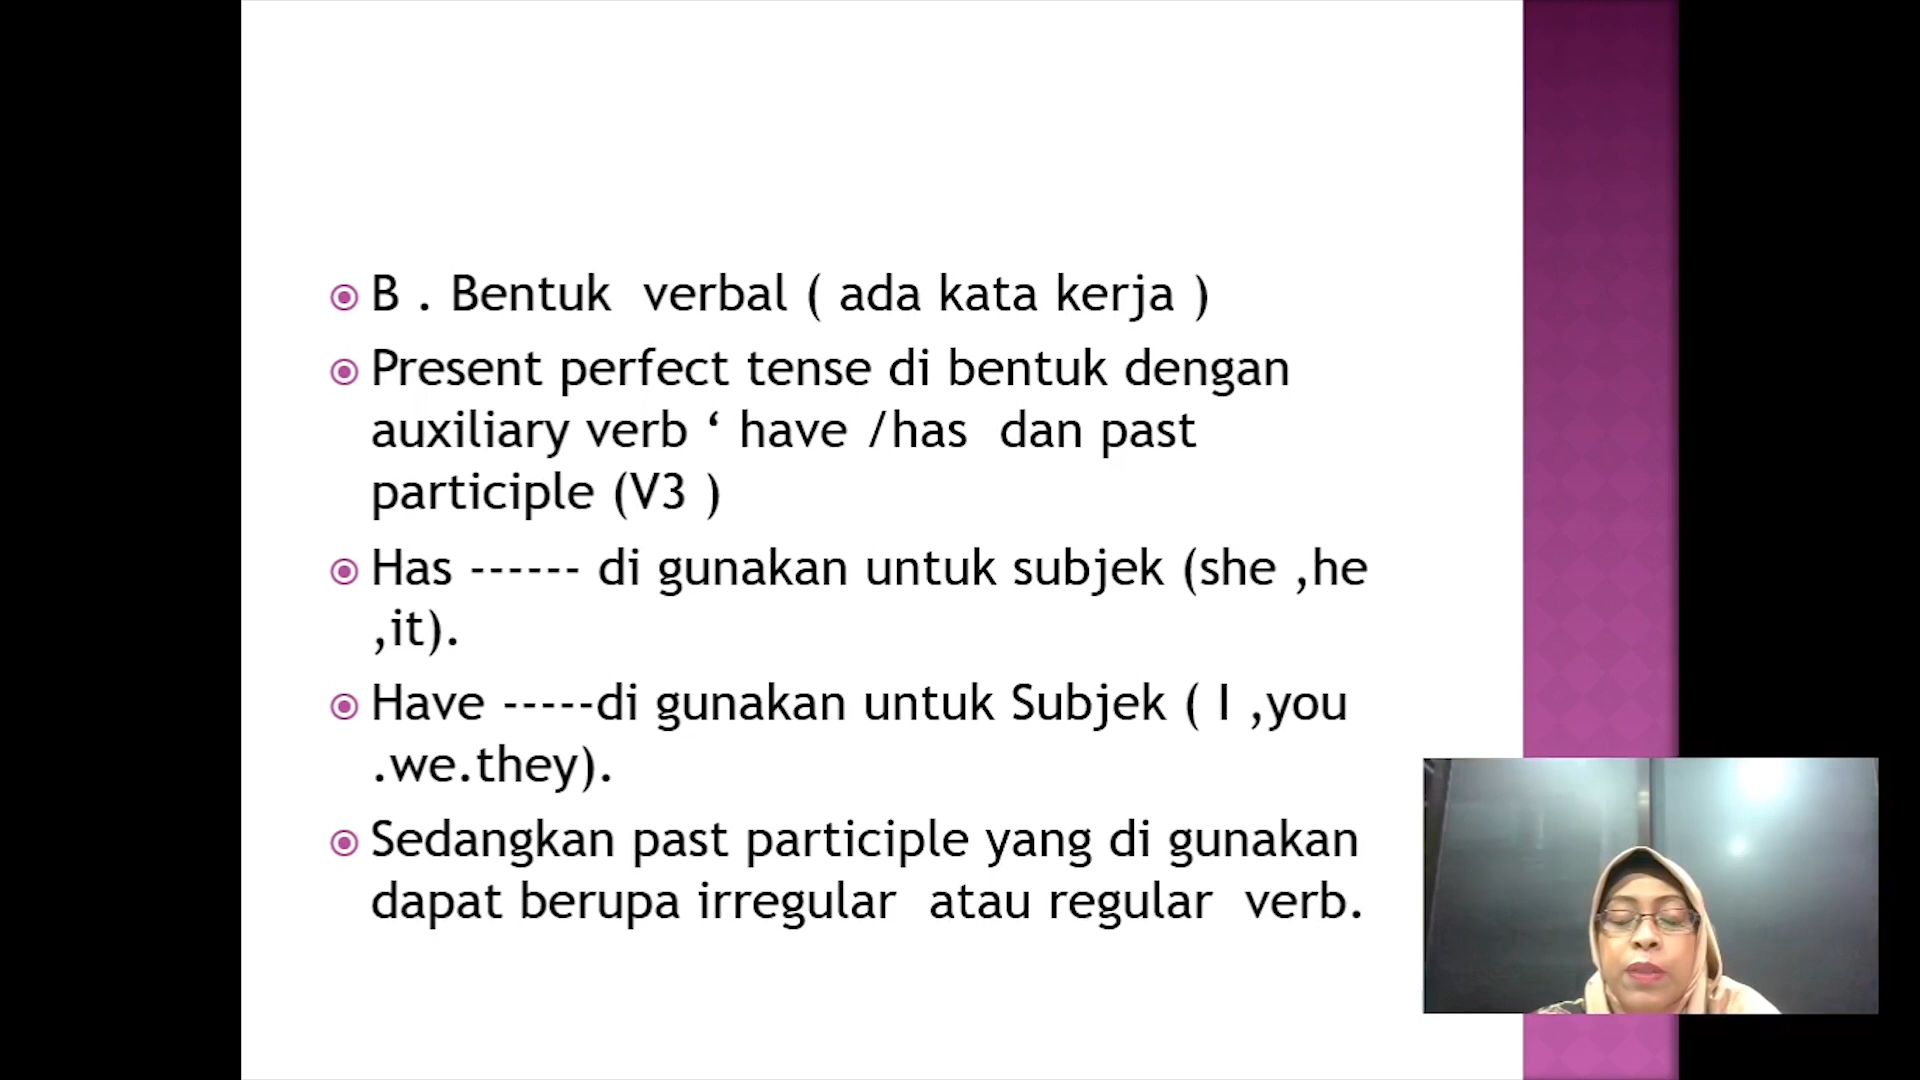 B . Bentuk  verbal ( ada kata kerja )
Present perfect tense di bentuk dengan
auxiliary verb ‘ have /has  dan past
participle (V3 )
Has ------ di gunakan untuk subjek (she ,he
,it).
Have -----di gunakan untuk Subjek ( I ,you
.we.they).
Sedangkan past participle yang di gunakan
dapat berupa irregular  atau regular  verb.